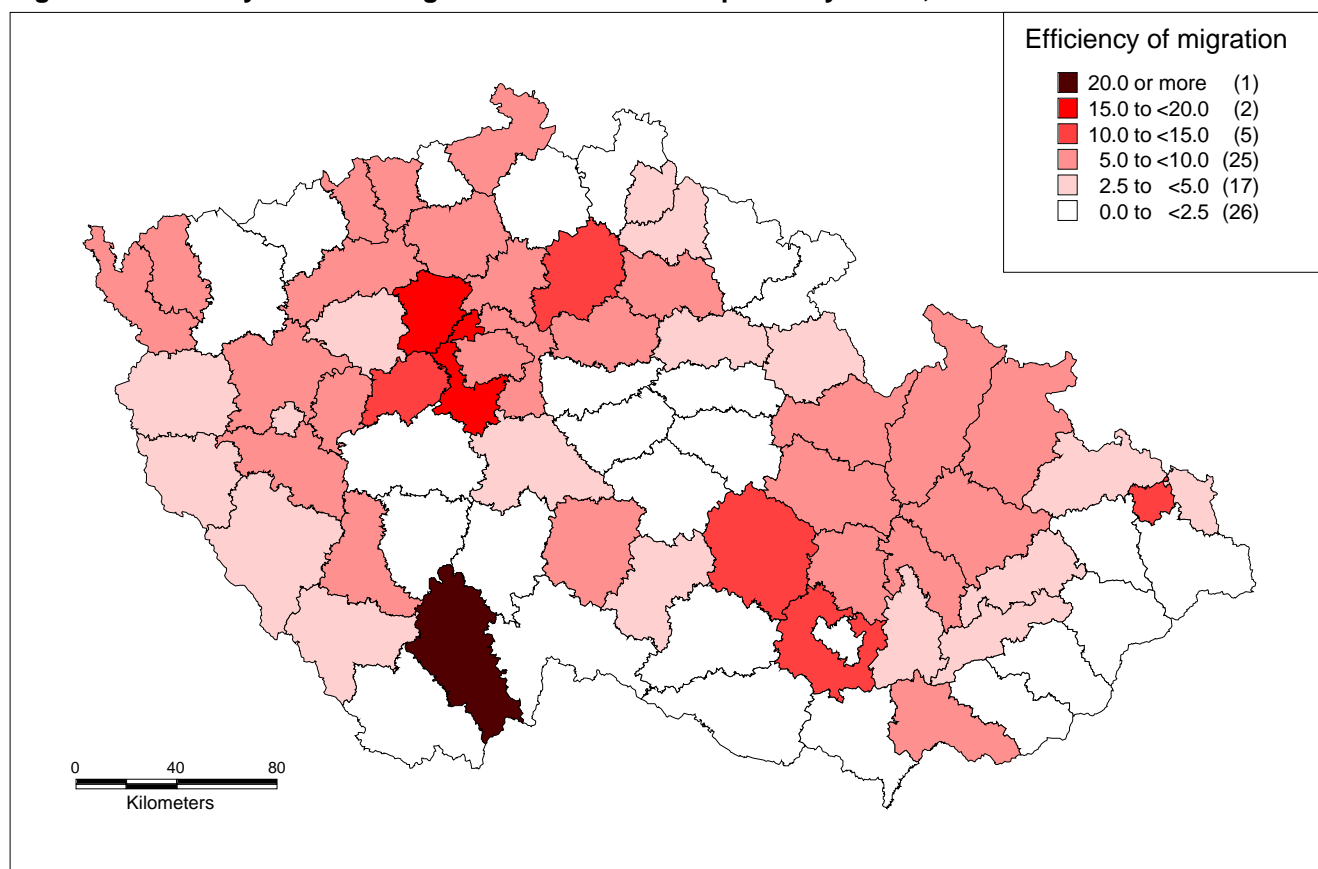 Efficiency of migration
20.0 or more (1)
15.0 to <20.0 (2)
10.0 to <15.0 (5)
5.0 to <10.0 (25)
2.5 to <5.0 (17)
0.0 to <2.5 (26)
0 40 80
Kilometers